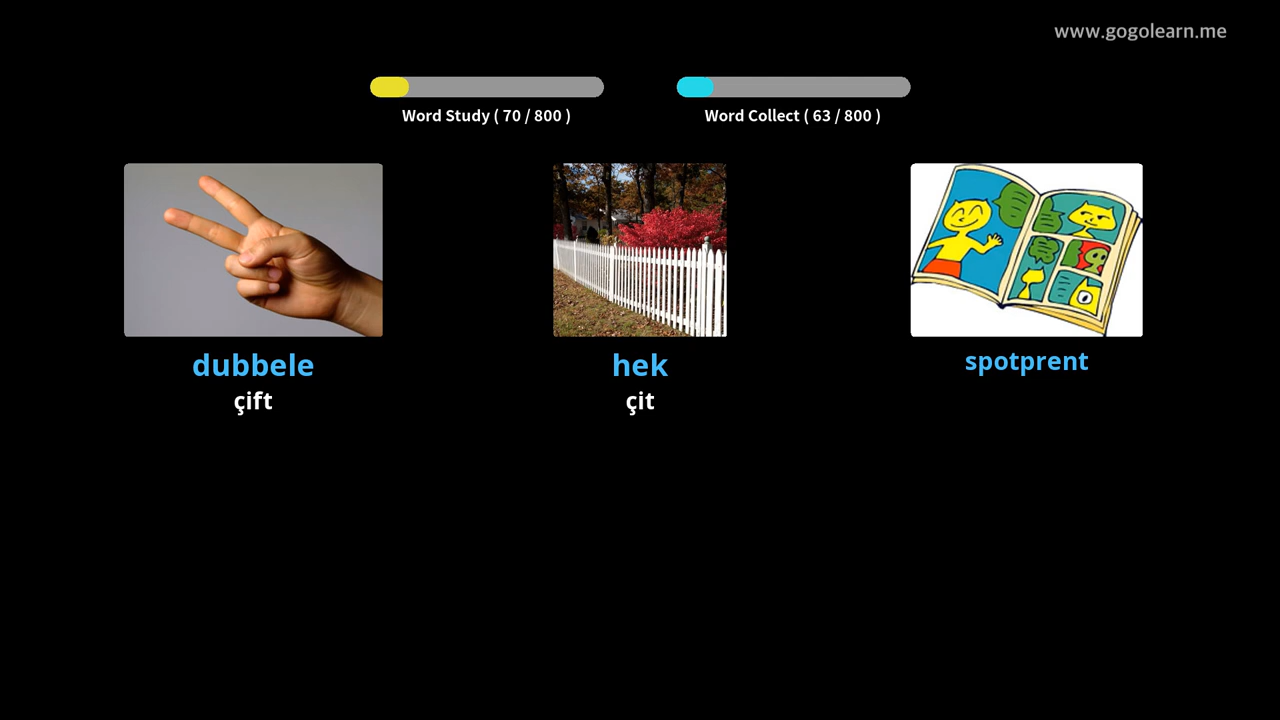 www.gogolearn.me
Word Study ( 70 / 800 )
Word Collect ( 63 / 800 )
dubbele
çift
hek
çit
spotprent